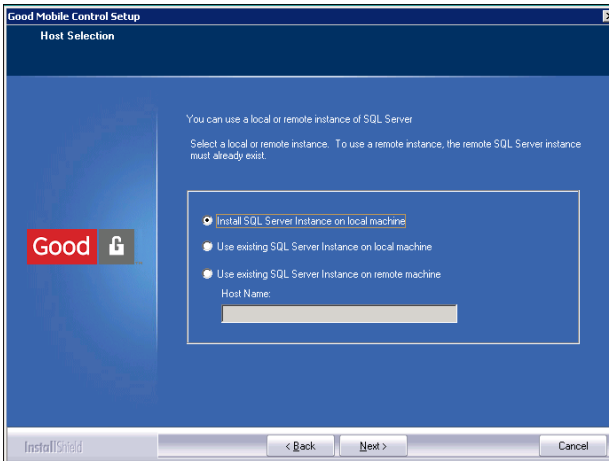 Good Mobile Control Setup
Host Selection
You can use a local or remote instance of SQL Server
Select a local or remote instance. To use a remote instance, the remote SQL Server instance
must already exist.
Install SQL Server Instance on local machine
Use existing SQL Server Instance on local machine
Use existing SQL Server Instance on remote machine
Host Name:
Good
InstallShield
< Back
Next >
Cancel